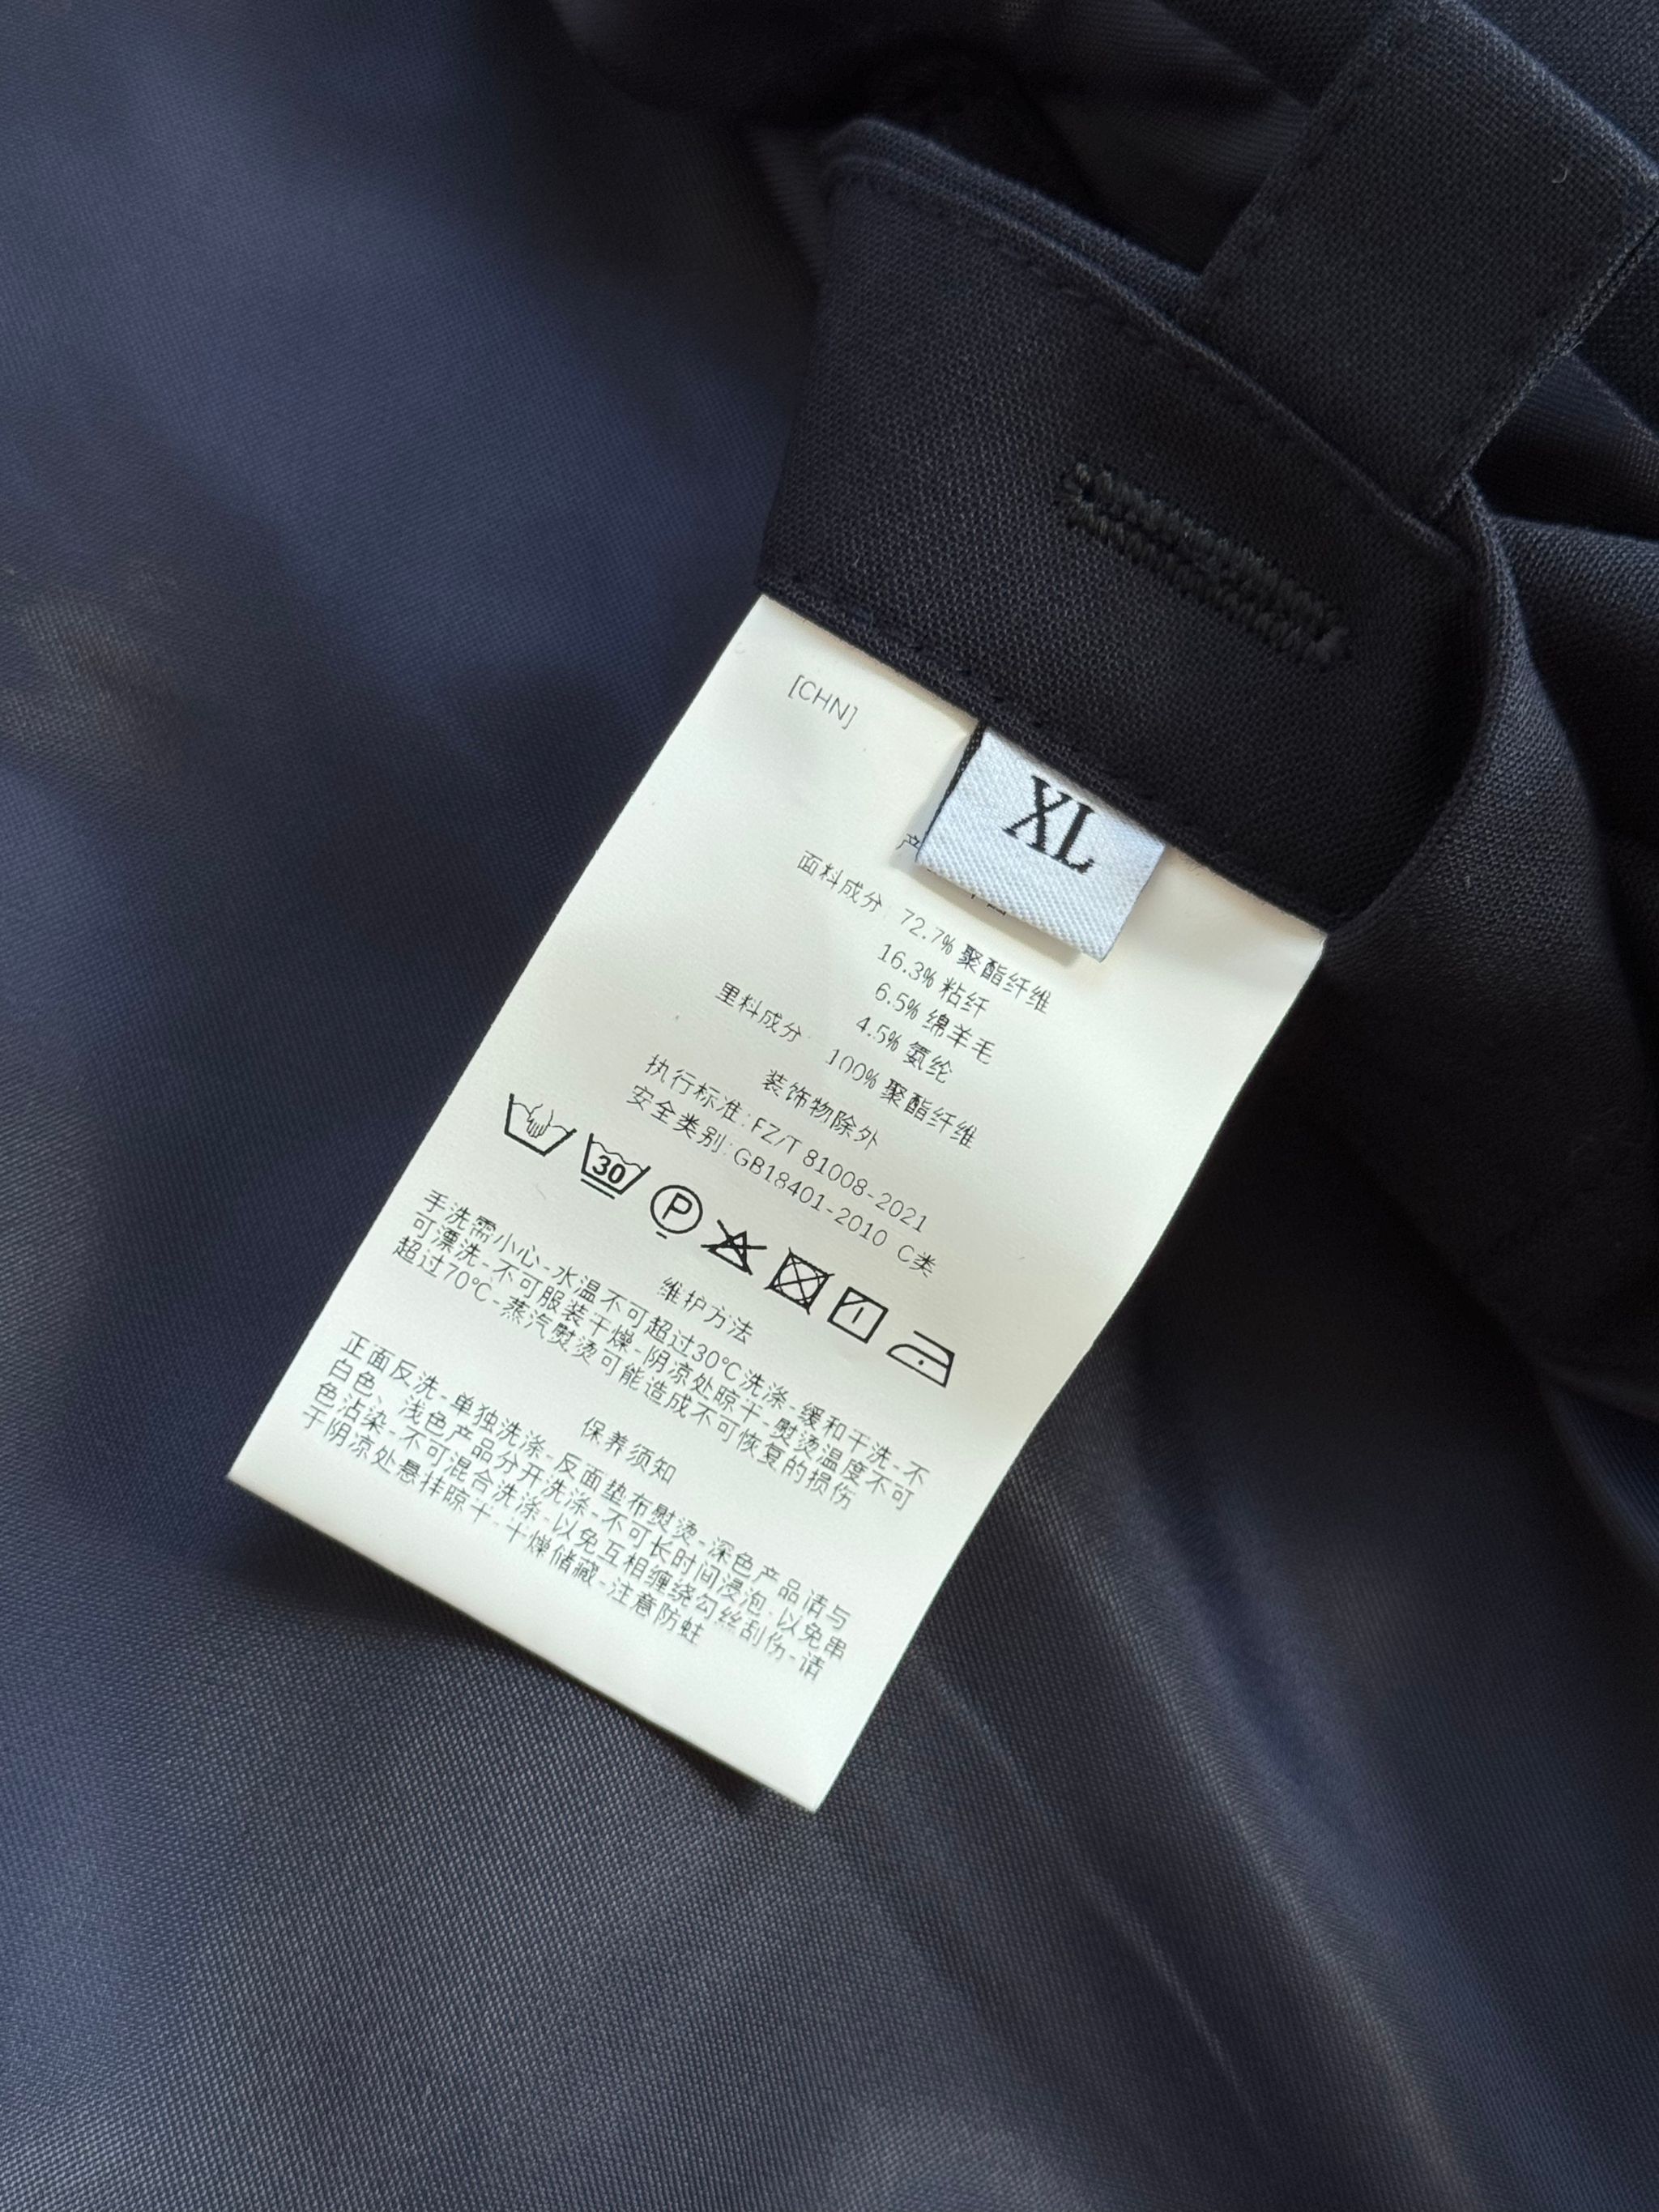 [CHN]
XL
产
面料成分: 72.7% 聚酯纤维
16.3% 粘纤
6.5% 绵羊毛
4.5% 氨纶
里料成分: 100% 聚酯纤维
装饰物除外
执行标准: FZ/T 81008-2021
安全类别: GB18401-2010 C类
30
P
维护方法
手洗需小心-水温不可超过30℃洗涤-缓和干洗-不
可漂洗-不可服装干燥-阴凉处晾干-熨烫温度不可
超过70℃-蒸汽熨烫可能造成不可恢复的损伤
保养须知
正面反洗-单独洗涤-反面垫布熨烫-深色产品请与
白色、浅色产品分开洗涤-不可长时间浸泡.以免串
色沾染-不可混合洗涤-以免互相缠绕勾丝刮伤-请
于阴凉处悬挂晾干-干燥储藏-注意防蛀